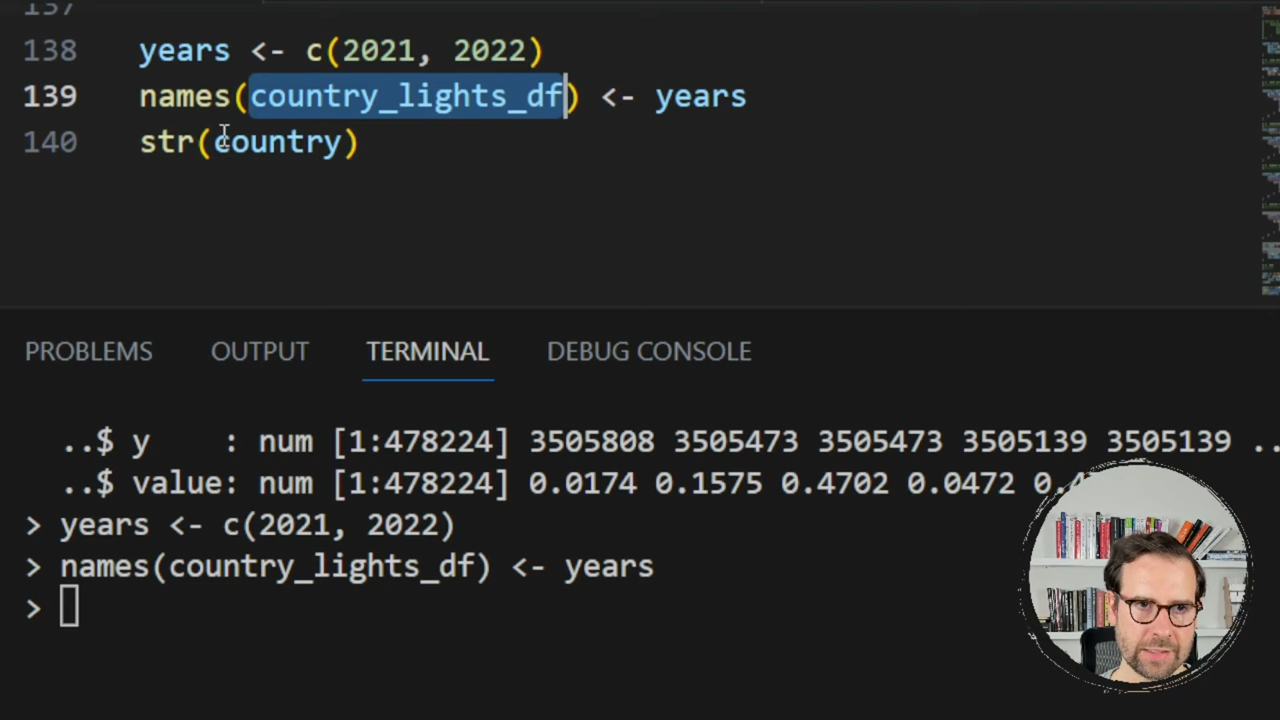 137
138 years <- c(2021, 2022)
139 names(country_lights_df) <- years
140 str(country)
PROBLEMS OUTPUT TERMINAL DEBUG CONSOLE
..$ y    : num [1:478224] 3505808 3505473 3505473 3505139 3505139 ..
..$ value: num [1:478224] 0.0174 0.1575 0.4702 0.0472
> years <- c(2021, 2022)
> names(country_lights_df) <- years
>